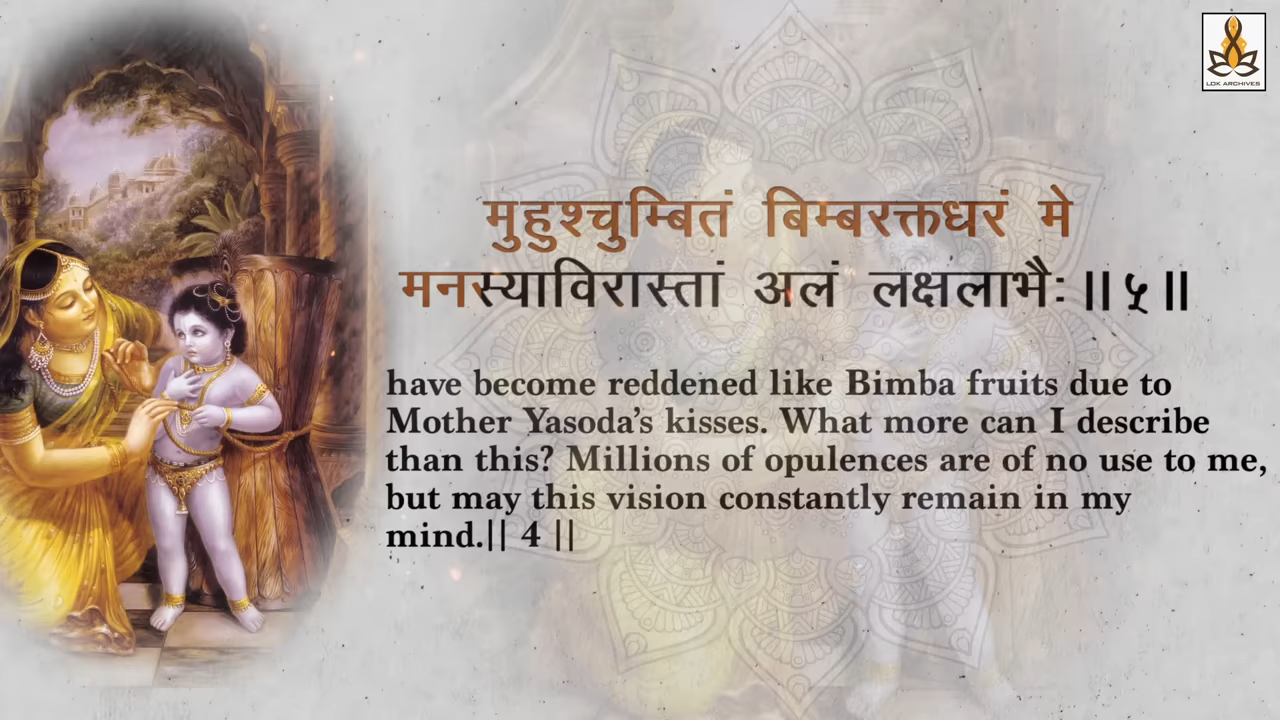 LDK ARCHIVES
मुहुश्चुम्बितं बिम्बरक्तधरं मे
मनस्याविरास्तां अलं लक्षलाभैः ॥ ५ ॥
have become reddened like Bimba fruits due to
Mother Yasoda’s kisses. What more can I describe
than this? Millions of opulences are of no use to me,
but may this vision constantly remain in my
mind.|| 4 ||